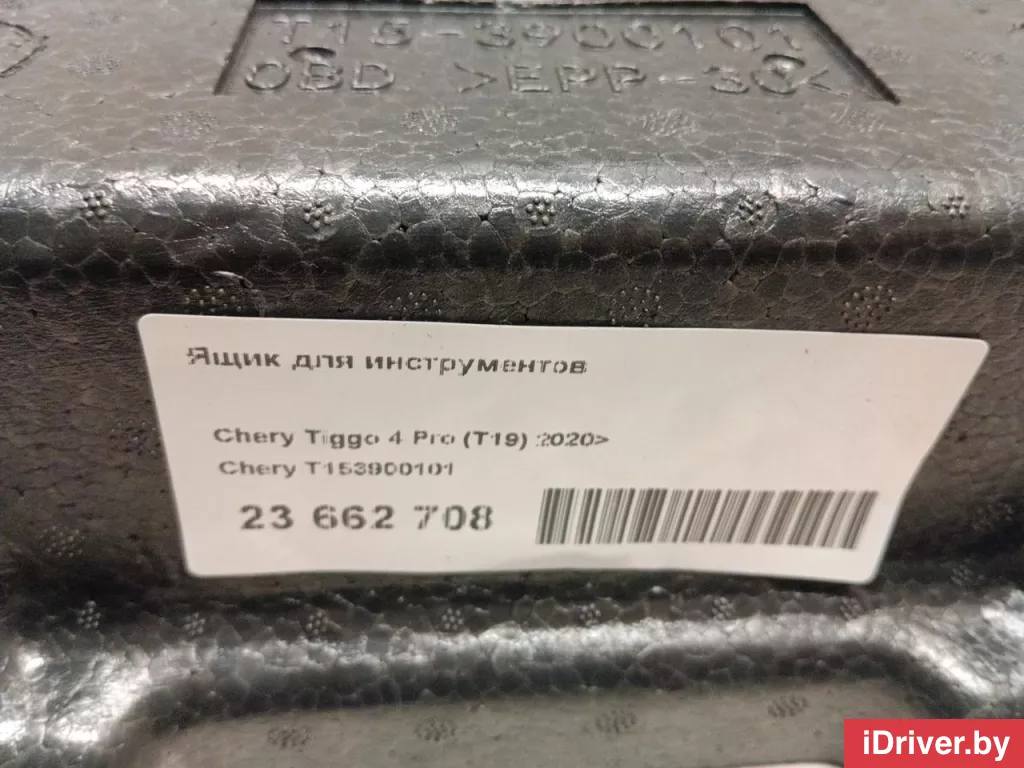 T15-3900101
OBD >EPP-30<
Ящик для инструментов
Chery Tiggo 4 Pro (T19) 2020>
Chery T153900101
23 662 708
iDriver.by